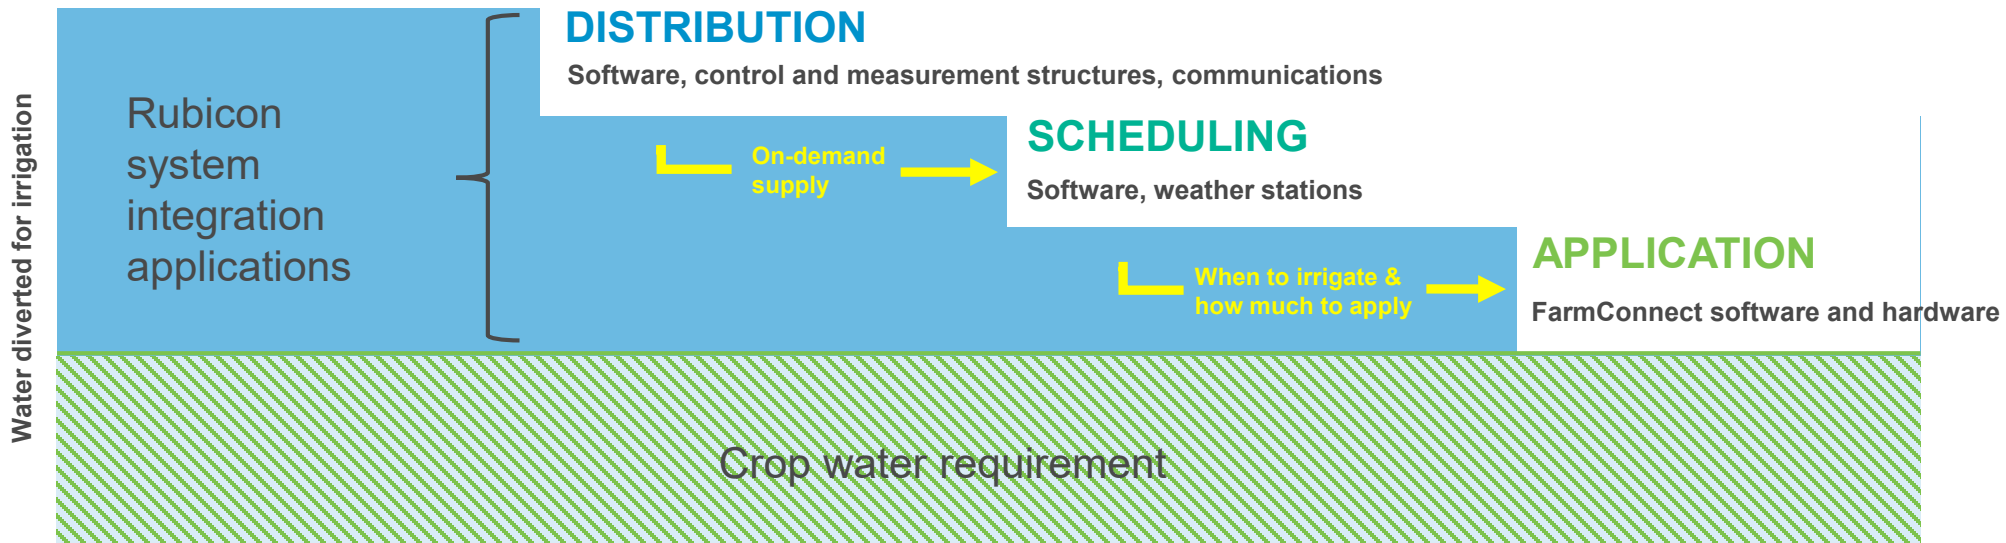 Water diverted for irrigation
Rubicon
system
integration
applications
DISTRIBUTION
Software, control and measurement structures, communications
On-demand
supply
SCHEDULING
Software, weather stations
When to irrigate &
how much to apply
APPLICATION
FarmConnect software and hardware
Crop water requirement